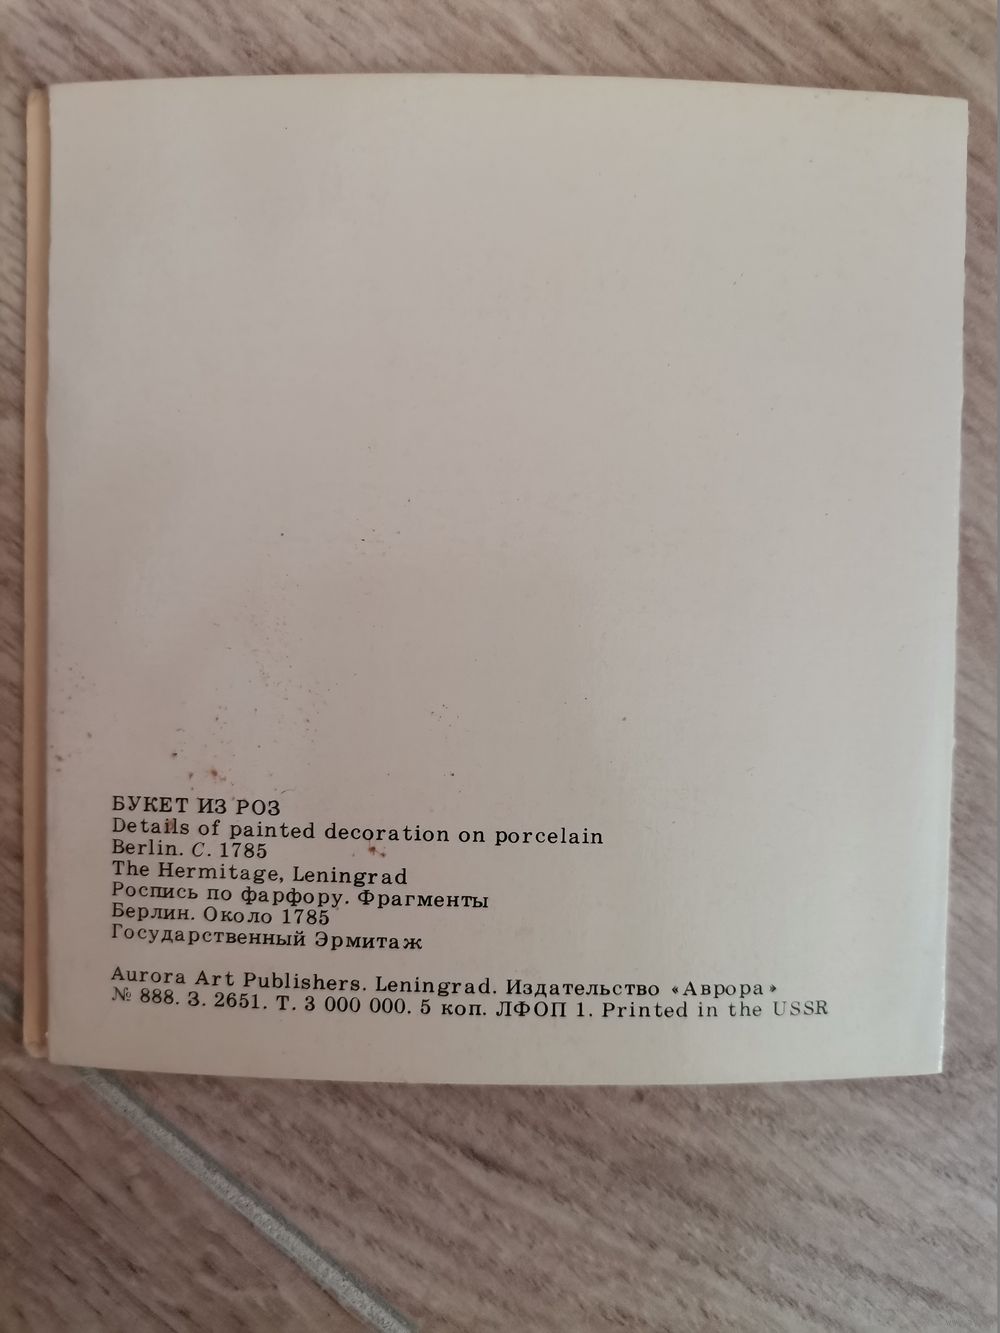 БУКЕТ ИЗ РОЗ
Details of painted decoration on porcelain
Berlin. C. 1785
The Hermitage, Leningrad
Роспись по фарфору. Фрагменты
Берлин. Около 1785
Государственный Эрмитаж
Aurora Art Publishers. Leningrad. Издательство «Аврора»
№ 888. З. 2651. Т. 3 000 000. 5 коп. ЛФОП 1. Printed in the USSR